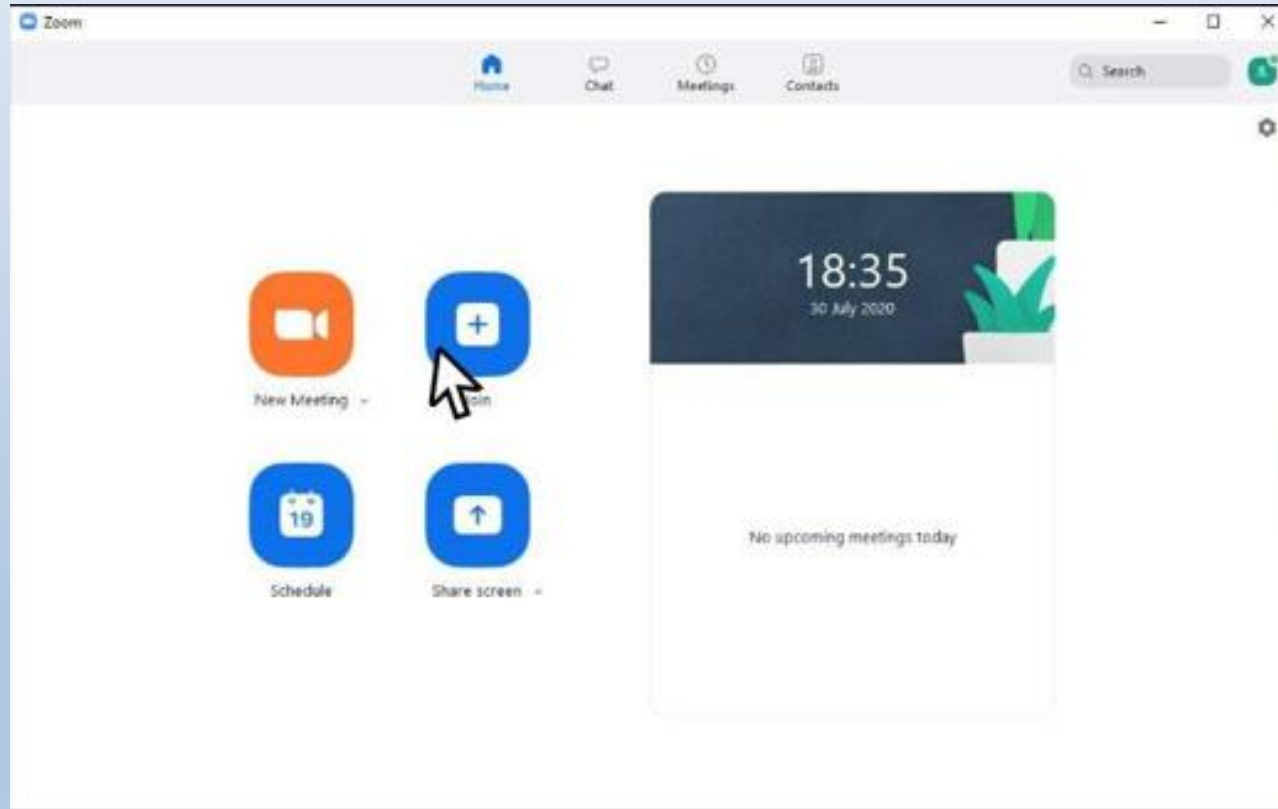 Zoom
Home
Chat
Meetings
Contacts
Search
18:35
30 July 2020
New Meeting
Join
19
Schedule
Share screen
No upcoming meetings today